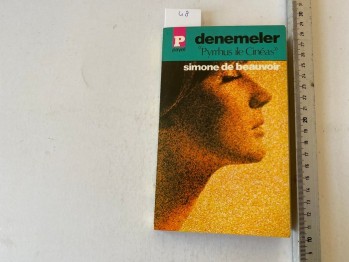 48
P
denemeler
"Pyrrhus ile Cinéas"
simone de beauvoir